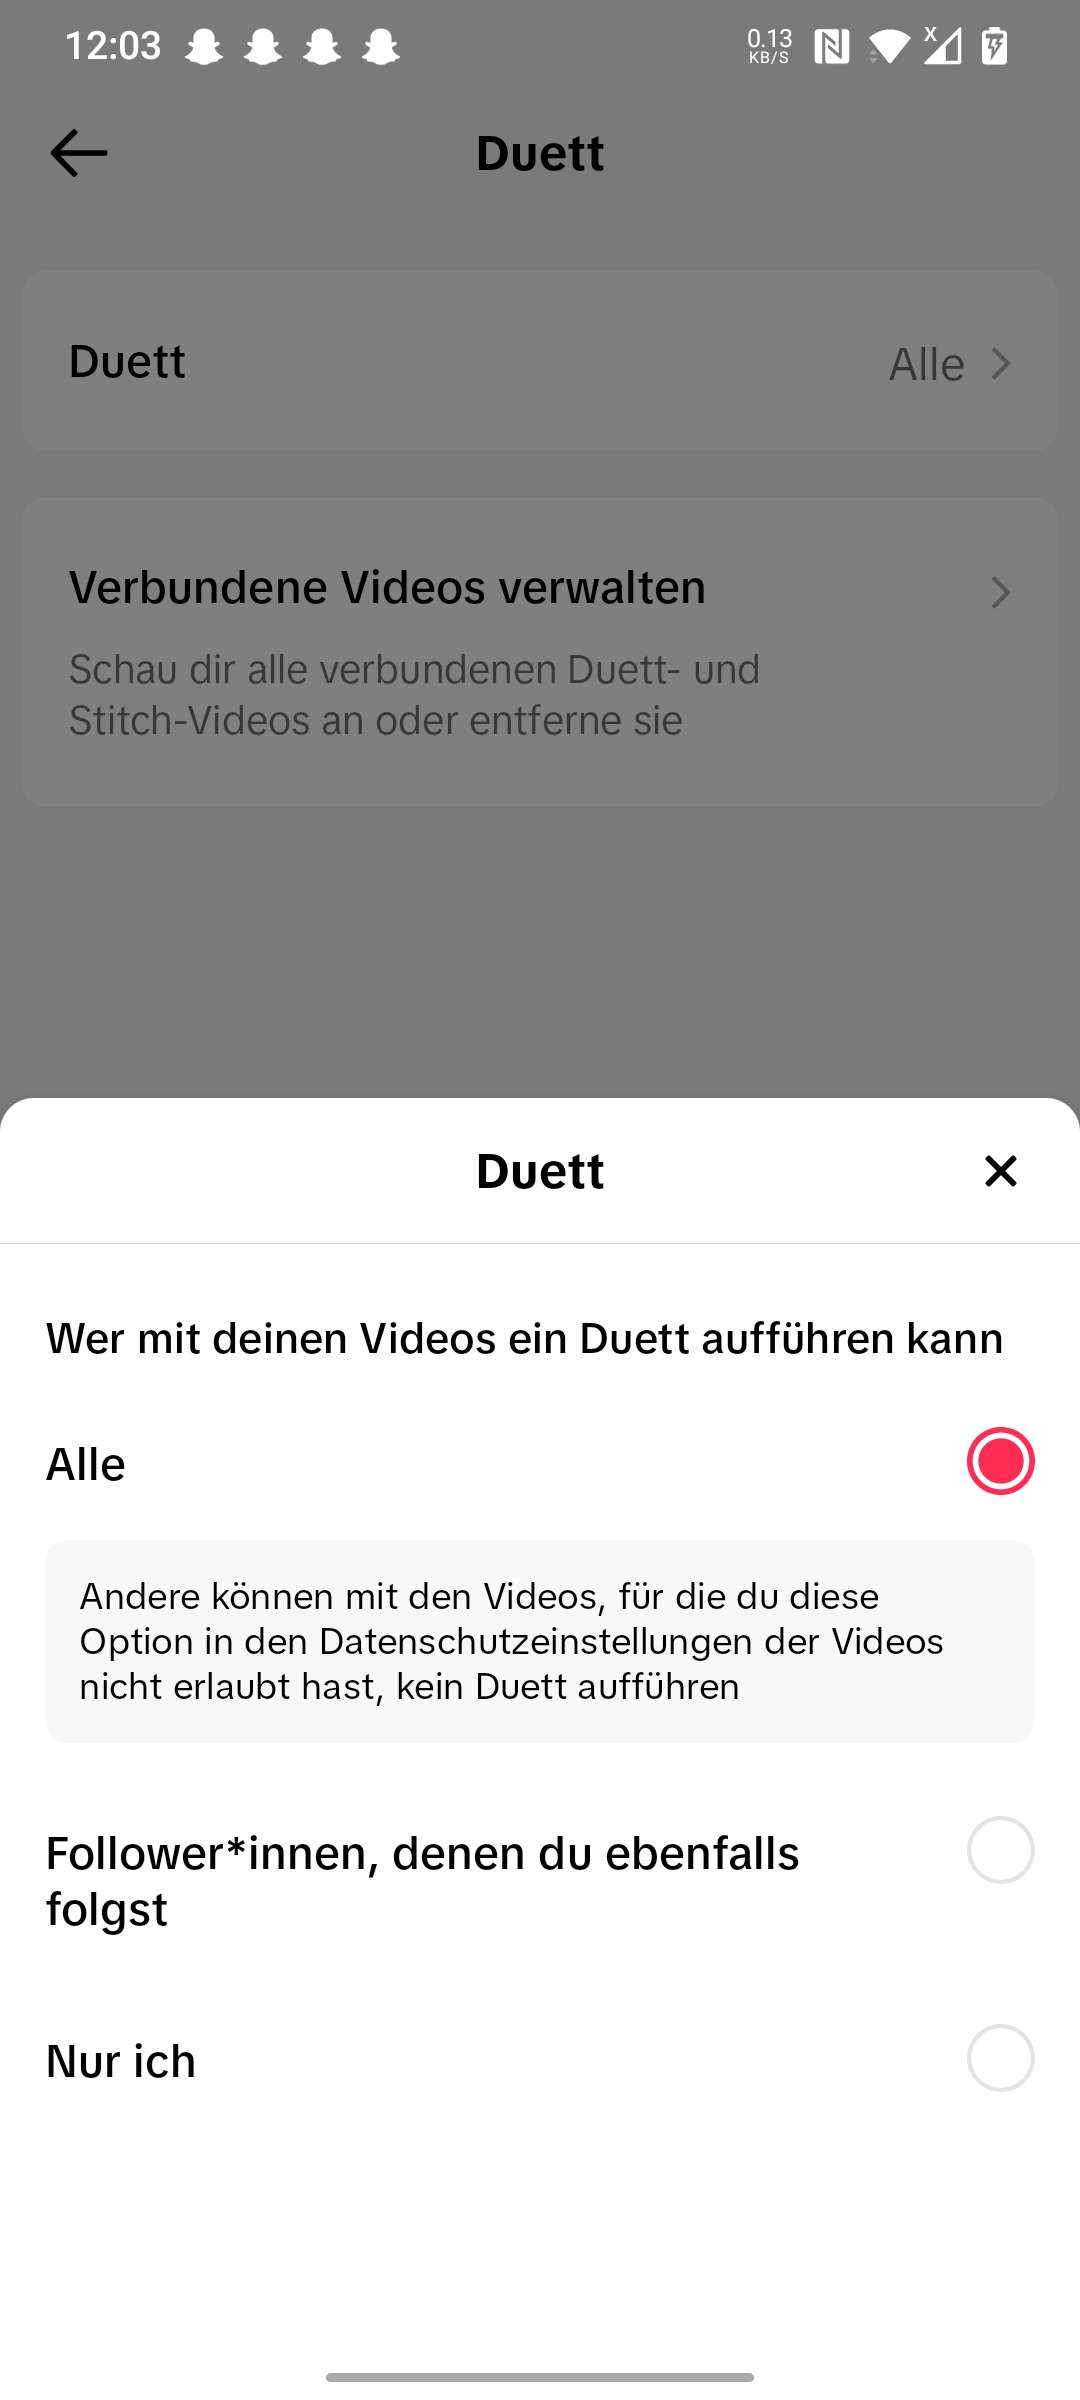 12:03
0.13
KB/S
X
Duett
Duett
Alle
Verbundene Videos verwalten
Schau dir alle verbundenen Duett- und
Stitch-Videos an oder entferne sie
Duett
Wer mit deinen Videos ein Duett aufführen kann
Alle
Andere können mit den Videos, für die du diese
Option in den Datenschutzeinstellungen der Videos
nicht erlaubt hast, kein Duett aufführen
Follower*innen, denen du ebenfalls
folgst
Nur ich